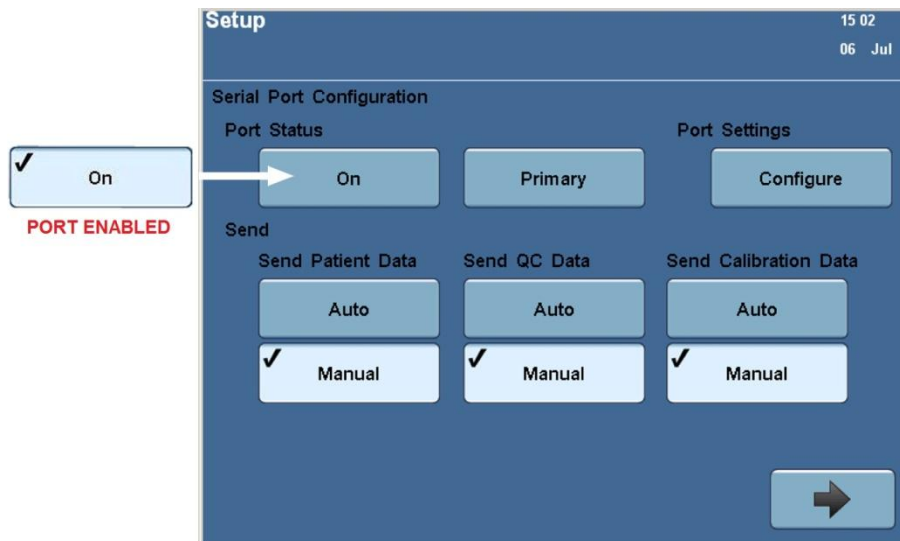 Setup
15 02
06 Jul
Serial Port Configuration
Port Status
Port Settings
On
On
Primary
Configure
PORT ENABLED
Send
Send Patient Data
Send QC Data
Send Calibration Data
Auto
Auto
Auto
Manual
Manual
Manual